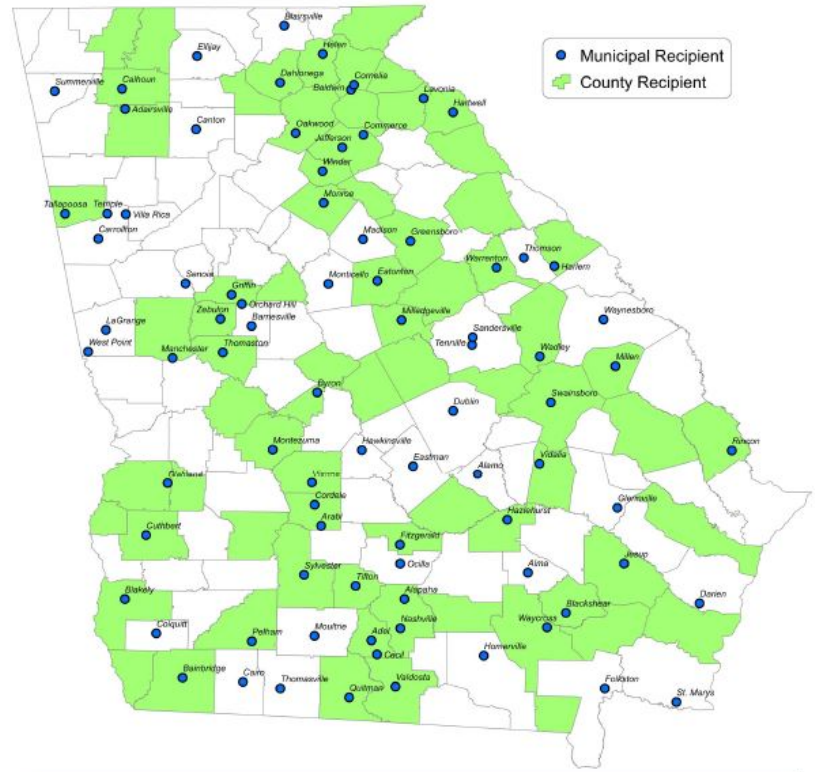 Blairsville
Ellijay
Helen
Municipal Recipient
County Recipient
Summerville
Calhoun
Dahlonega
Cornelia
Baldwin
Lavonia
Hartwell
Adairsville
Canton
Oakwood
Commerce
Jefferson
Winder
Monroe
Tallapoosa
Temple
Villa Rica
Carrollton
Madison
Greensboro
Thomson
Warrenton
Harlem
Senoia
Griffin
Monticello
Eatonton
Orchard Hill
Zebulon
Barnesville
Milledgeville
Waynesboro
LaGrange
Sandersville
Tennille
West Point
Manchester
Thomaston
Wadley
Millen
Byron
Dublin
Swainsboro
Rincon
Montezuma
Hawkinsville
Eastman
Alamo
Vidalia
Vienna
Cordele
Arabi
Glennville
Hazlehurst
Cuthbert
Fitzgerald
Ocilla
Alma
Jesup
Sylvester
Tifton
Alapaha
Blakely
Blackshear
Darien
Colquitt
Pelham
Moultrie
Adel
Nashville
Waycross
Cecil
Homerville
Bainbridge
Cairo
Thomasville
Quitman
Valdosta
Folkston
St. Marys